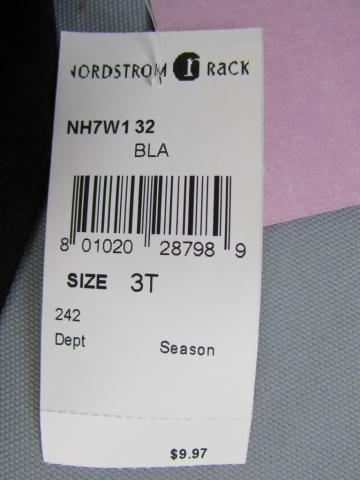 NORDSTROM r RACK
NH7W1 32
BLA
8 01020 28798 9
SIZE 3T
242
Dept Season
$9.97